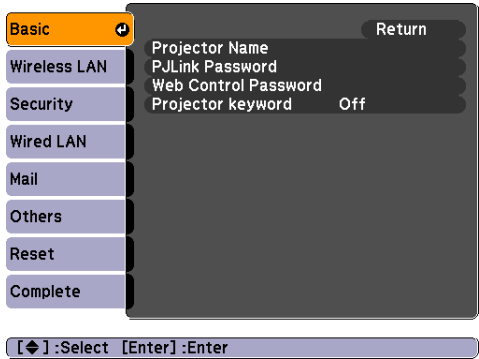 Basic
Return
Projector Name
PJLink Password
Web Control Password
Projector keyword Off
Wireless LAN
Security
Wired LAN
Mail
Others
Reset
Complete
[◆] :Select [Enter] :Enter